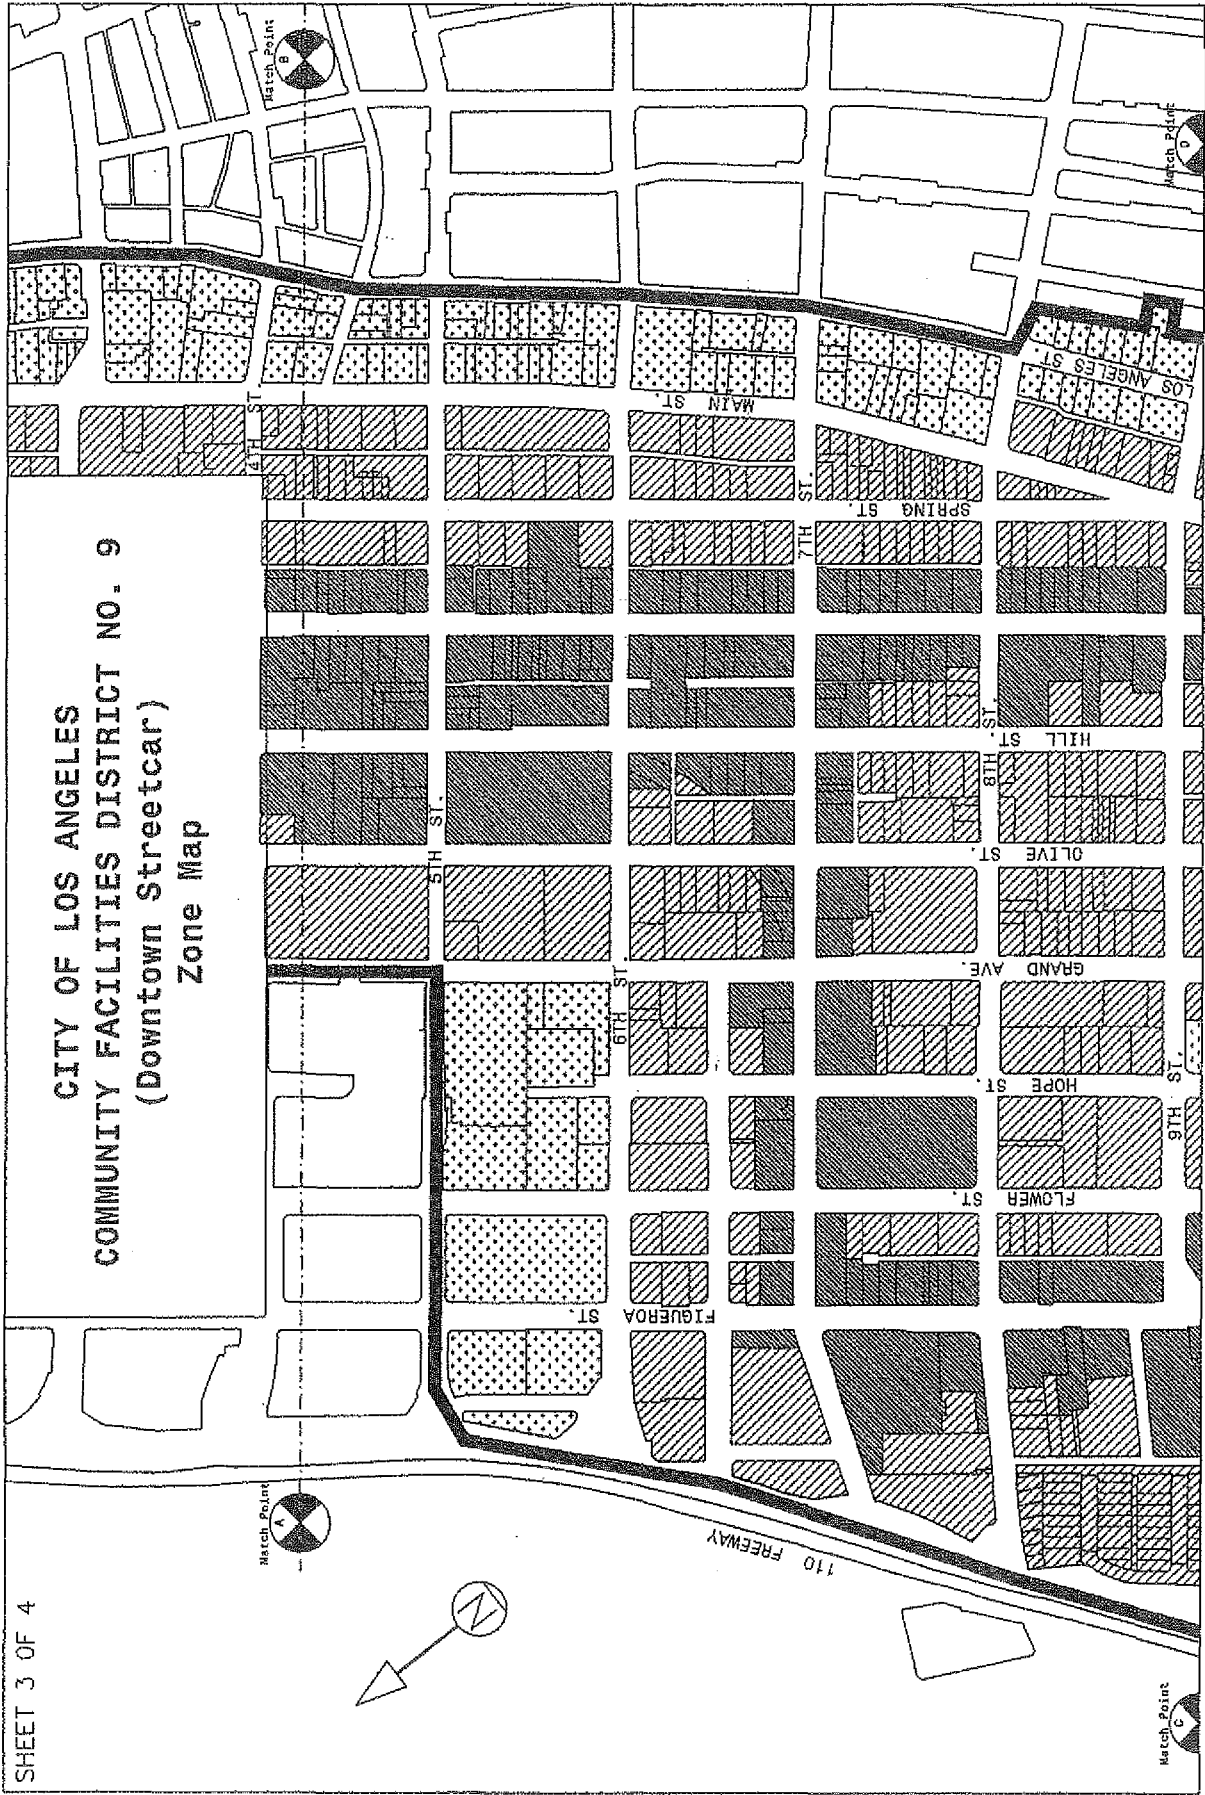 SHEET 3 OF 4
CITY OF LOS ANGELES
COMMUNITY FACILITIES DISTRICT NO. 9
(Downtown Streetcar)
Zone Map
Match Point
A
Match Point
B
Match Point
C
Match Point
D
N
110 FREEWAY
FIGUEROA ST.
FLOWER ST.
HOPE ST.
GRAND AVE.
OLIVE ST.
HILL ST.
SPRING ST.
MAIN ST.
LOS ANGELES ST
4TH ST.
5TH ST.
6TH ST.
7TH ST.
8TH ST.
9TH ST.